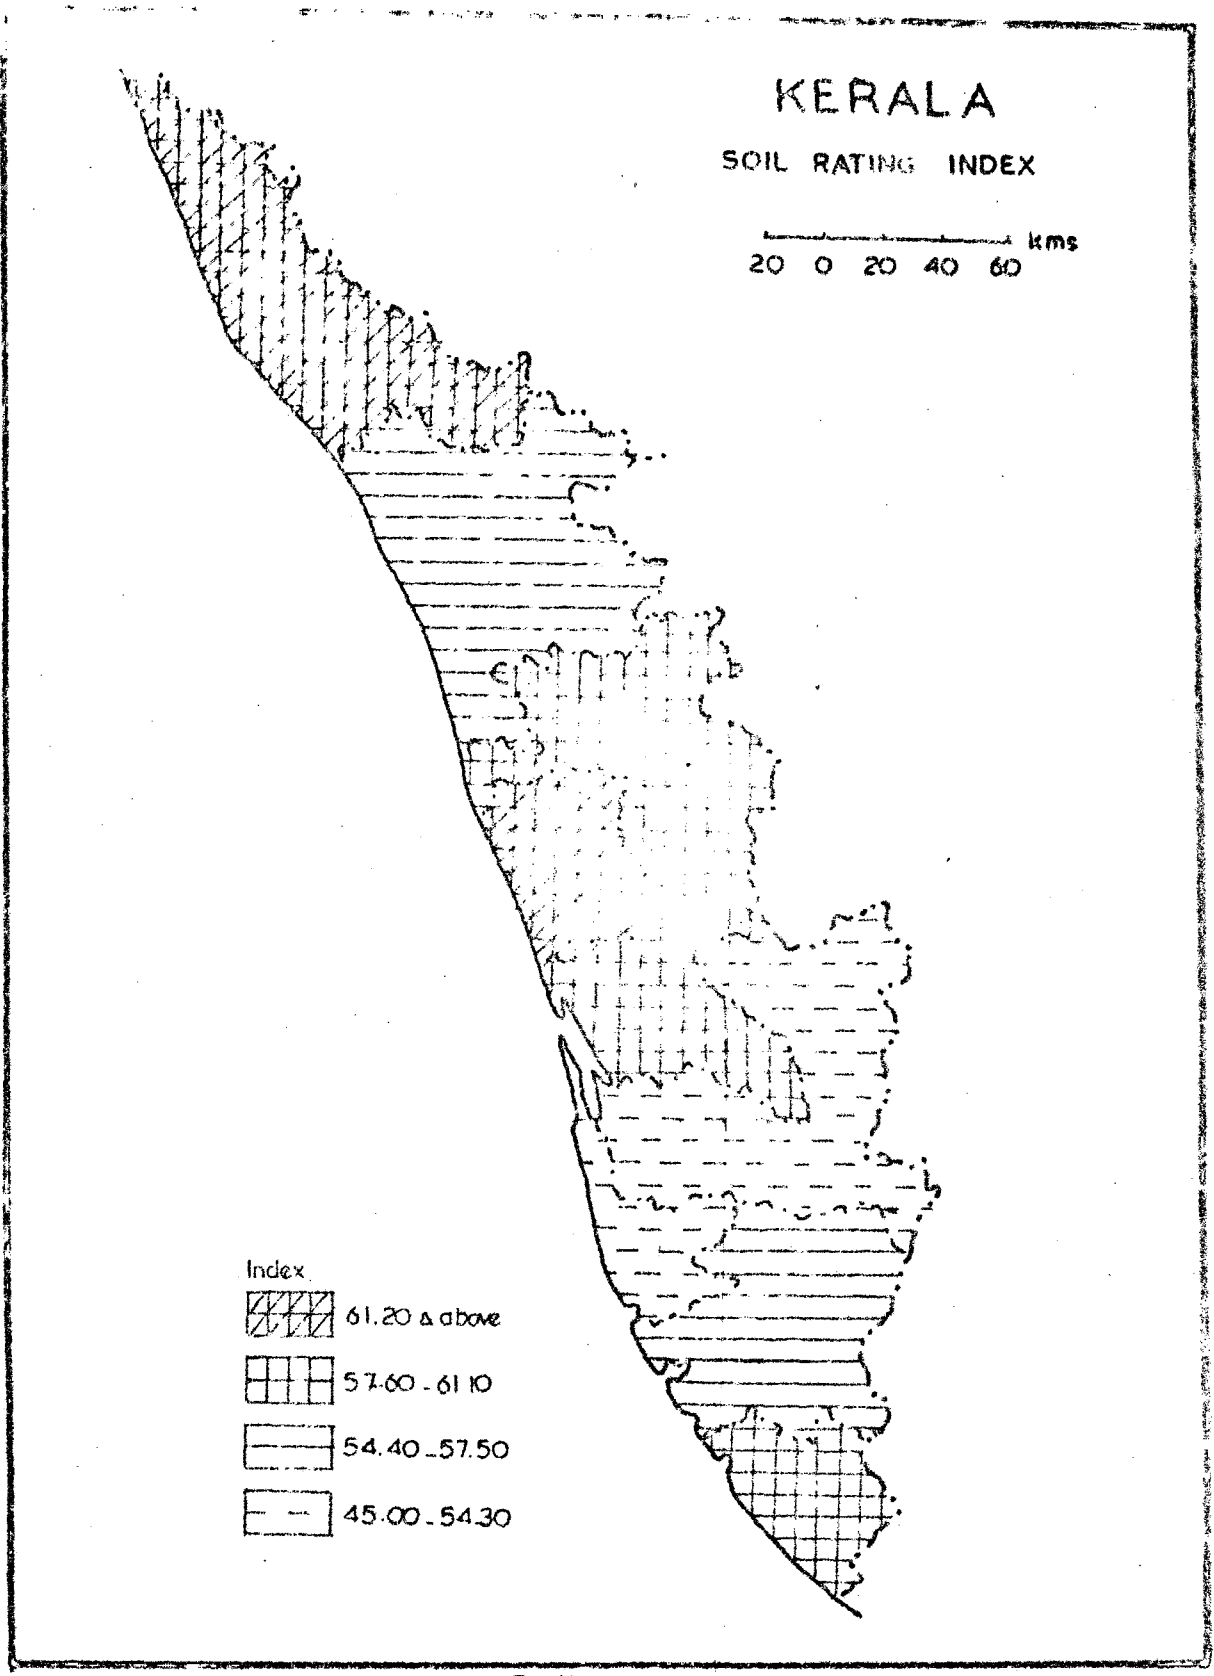 KERALA
SOIL RATING INDEX
kms
20 0 20 40 60
Index
61.20 & above
57.60 - 61 10
54.40 - 57.50
45.00 - 54.30